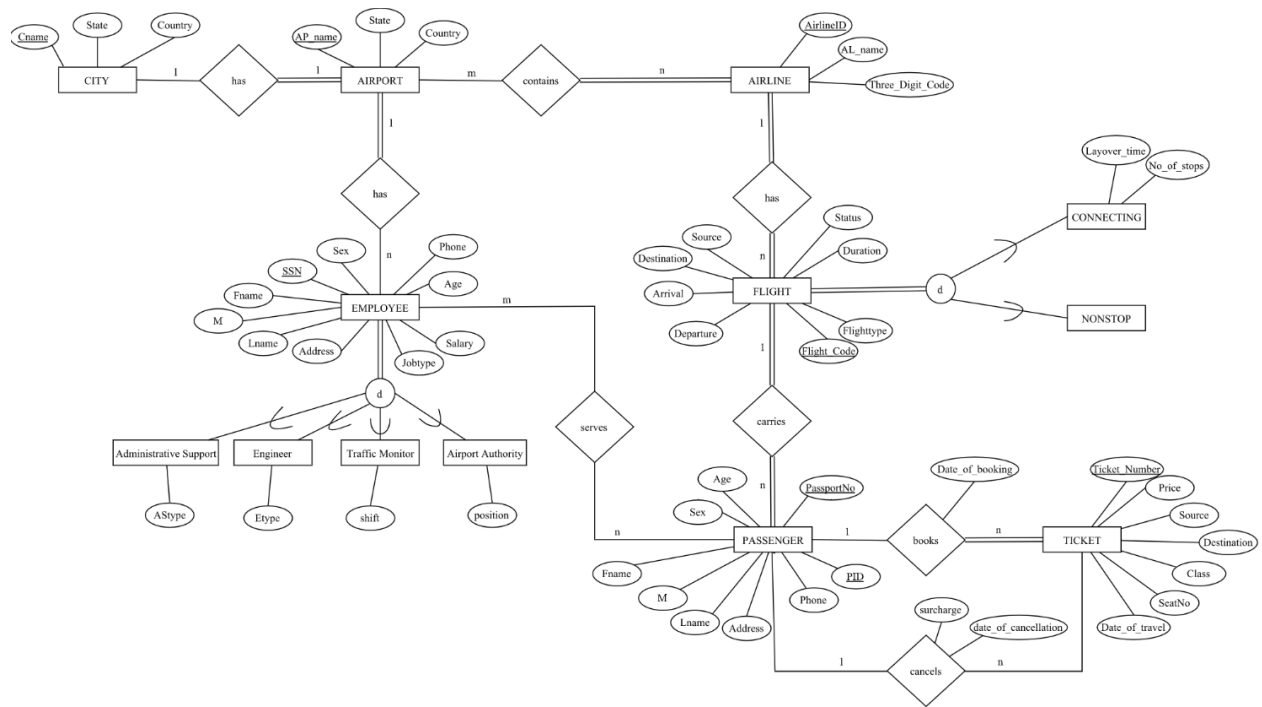 State
Cname
Country
CITY
1
has
1
State
AP_name
Country
AIRPORT
m
contains
n
AirlineID
AL_name
AIRLINE
Three_Digit_Code
1
has
n
1
has
n
Layover_time
No_of_stops
CONNECTING
d
NONSTOP
Source
Status
Destination
Duration
Arrival
FLIGHT
Departure
Flighttype
Flight_Code
Sex
Phone
SSN
Age
Fname
EMPLOYEE
M
Lname
Address
Salary
Jobtype
m
serves
n
d
Administrative Support
Engineer
Traffic Monitor
Airport Authority
AStype
Etype
shift
position
1
carries
n
Age
PassportNo
Sex
PASSENGER
Fname
M
Lname
Address
Phone
PID
1
Date_of_booking
books
n
Ticket_Number
Price
Source
TICKET
Destination
Class
SeatNo
Date_of_travel
surcharge
date_of_cancellation
1
cancels
n